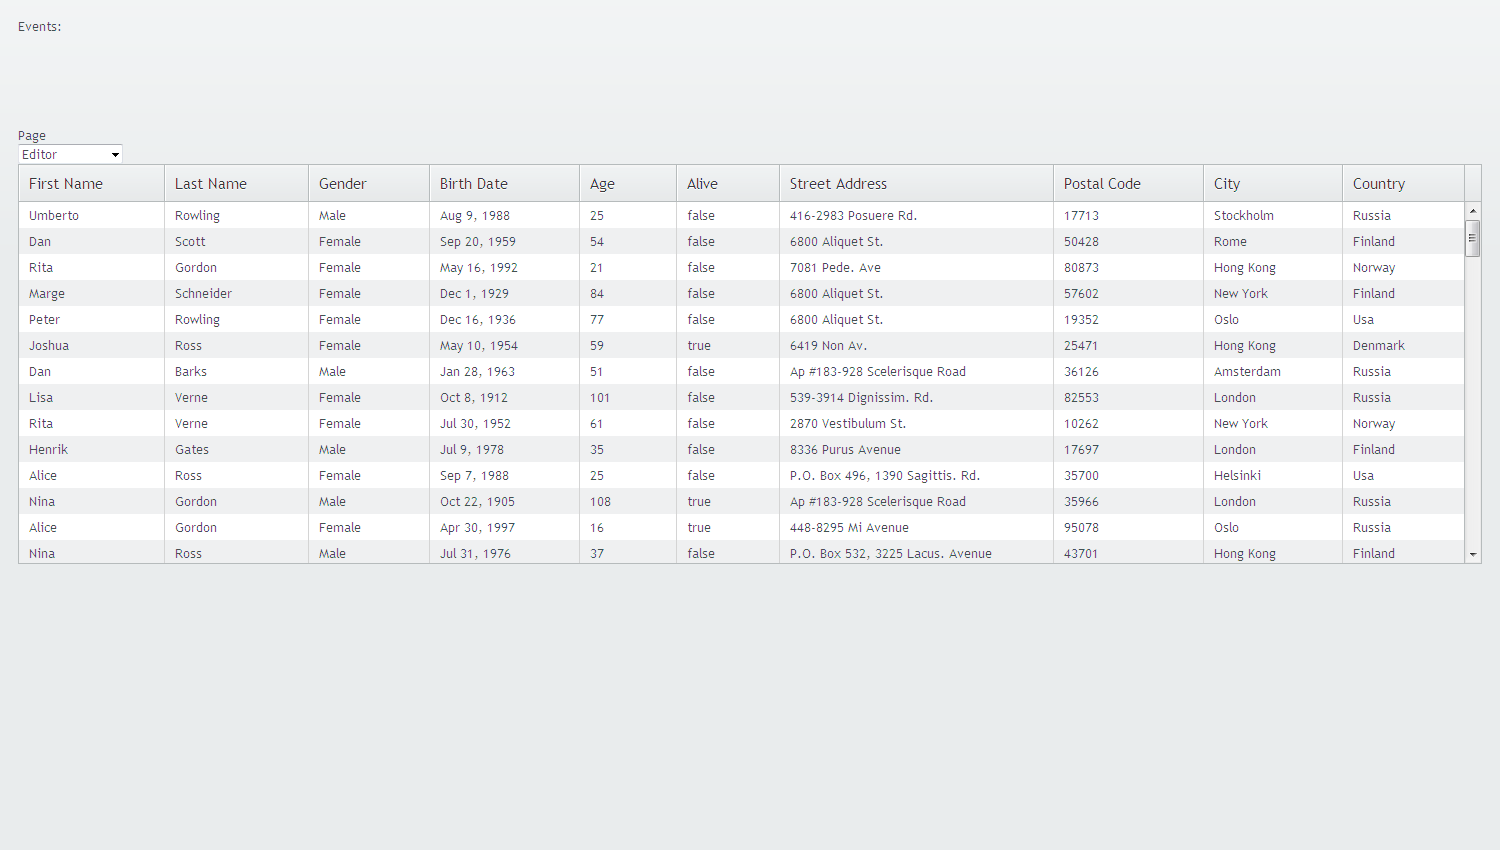 Events:
Page
Editor
First Name Last Name Gender Birth Date Age Alive Street Address Postal Code City Country
Umberto Rowling Male Aug 9, 1988 25 false 416-2983 Posuere Rd. 17713 Stockholm Russia
Dan Scott Female Sep 20, 1959 54 false 6800 Aliquet St. 50428 Rome Finland
Rita Gordon Female May 16, 1992 21 false 7081 Pede. Ave 80873 Hong Kong Norway
Marge Schneider Female Dec 1, 1929 84 false 6800 Aliquet St. 57602 New York Finland
Peter Rowling Female Dec 16, 1936 77 false 6800 Aliquet St. 19352 Oslo Usa
Joshua Ross Female May 10, 1954 59 true 6419 Non Av. 25471 Hong Kong Denmark
Dan Barks Male Jan 28, 1963 51 false Ap #183-928 Scelerisque Road 36126 Amsterdam Russia
Lisa Verne Female Oct 8, 1912 101 false 539-3914 Dignissim. Rd. 82553 London Russia
Rita Verne Female Jul 30, 1952 61 false 2870 Vestibulum St. 10262 New York Norway
Henrik Gates Male Jul 9, 1978 35 false 8336 Purus Avenue 17697 London Finland
Alice Ross Female Sep 7, 1988 25 false P.O. Box 496, 1390 Sagittis. Rd. 35700 Helsinki Usa
Nina Gordon Male Oct 22, 1905 108 true Ap #183-928 Scelerisque Road 35966 London Russia
Alice Gordon Female Apr 30, 1997 16 true 448-8295 Mi Avenue 95078 Oslo Russia
Nina Ross Male Jul 31, 1976 37 false P.O. Box 532, 3225 Lacus. Avenue 43701 Hong Kong Finland